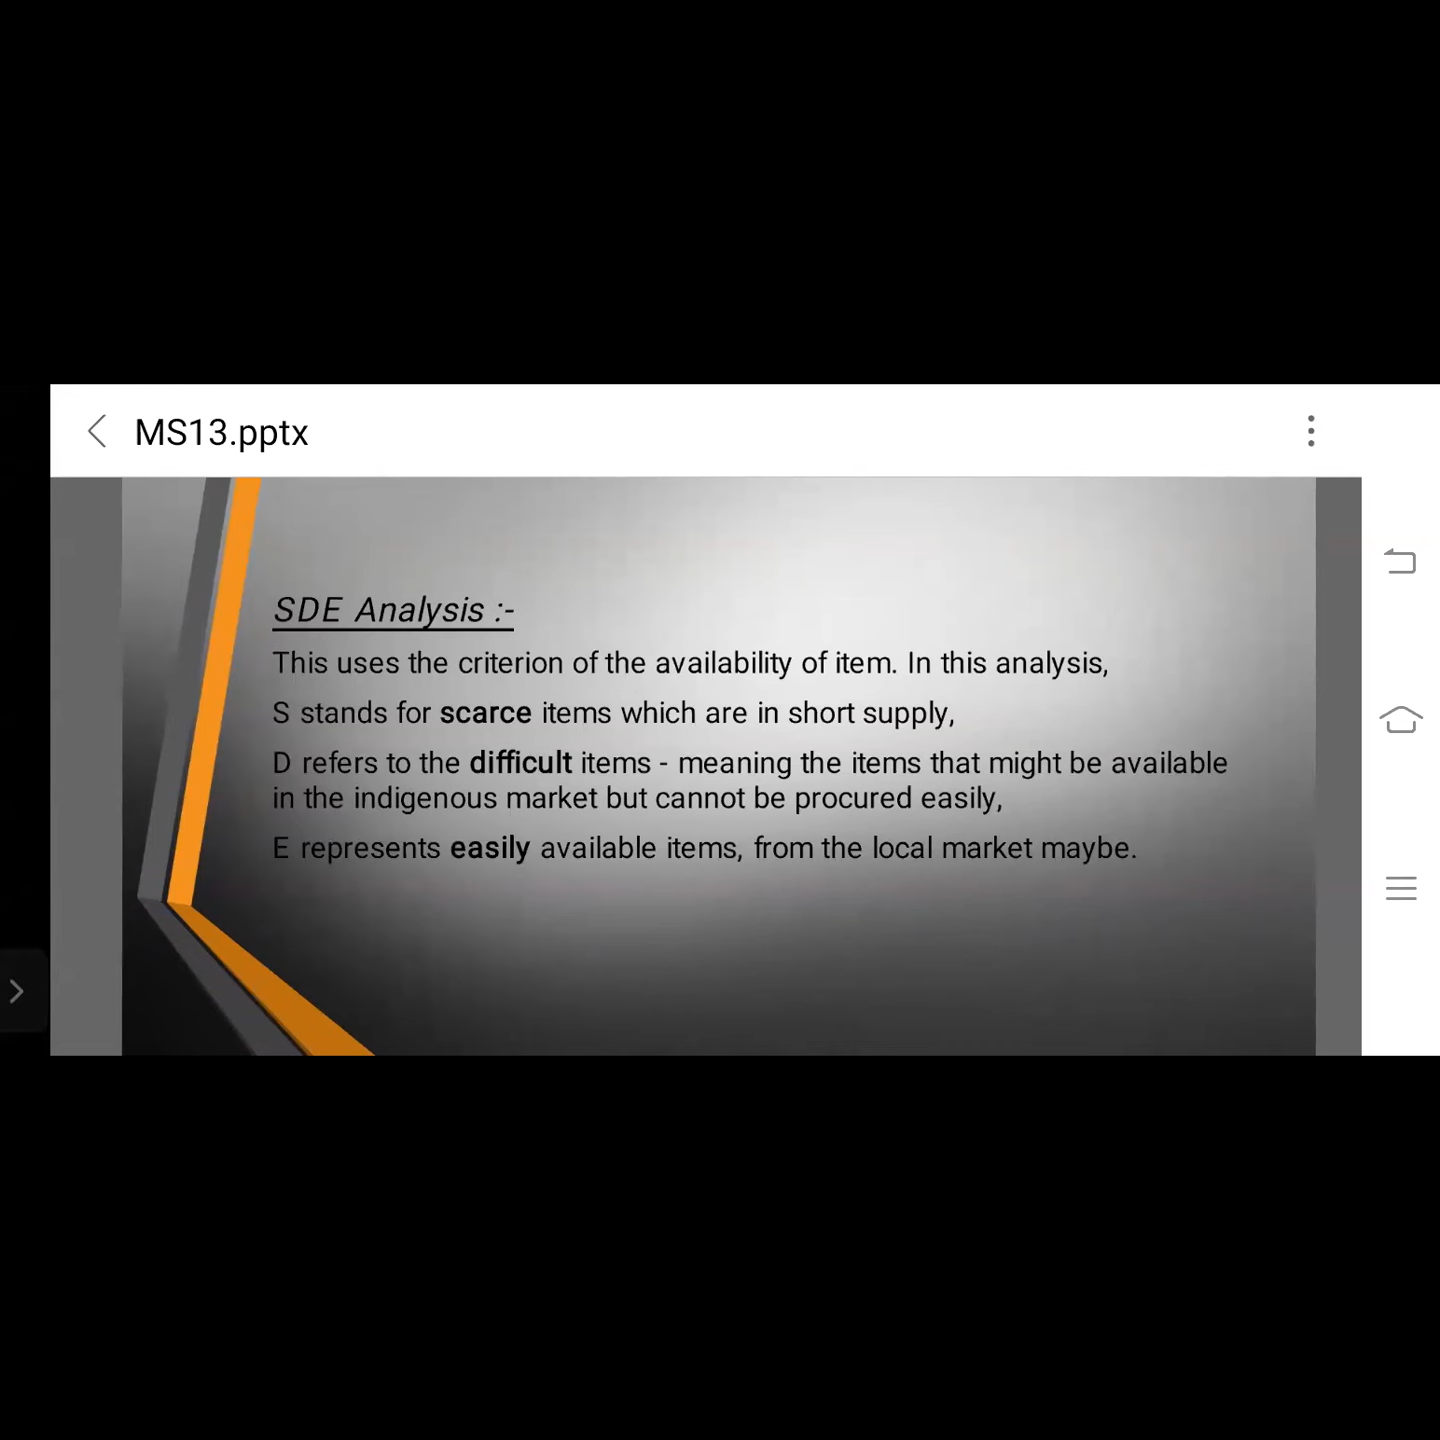 MS13.pptx
SDE Analysis :-
This uses the criterion of the availability of item. In this analysis,
S stands for scarce items which are in short supply,
D refers to the difficult items - meaning the items that might be available
in the indigenous market but cannot be procured easily,
E represents easily available items, from the local market maybe.